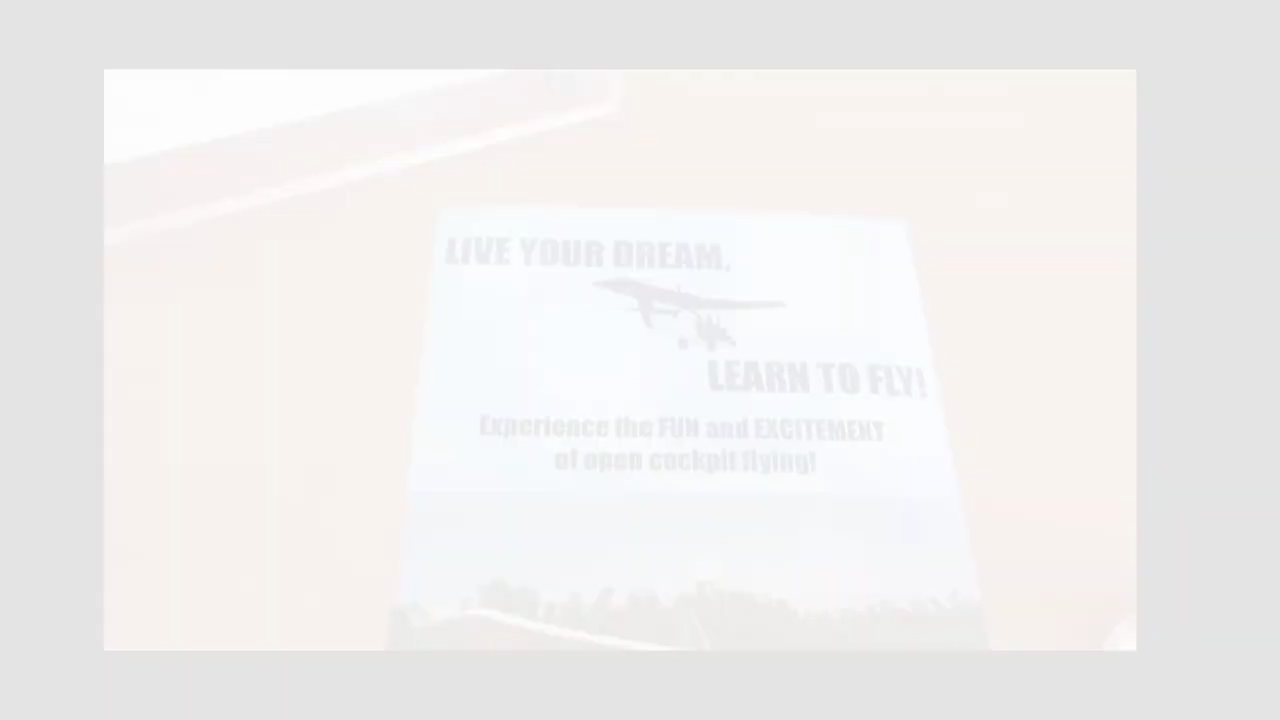 LIVE YOUR DREAM.
LEARN TO FLY!
Experience the FUN and EXCITEMENT
of open cockpit flying!